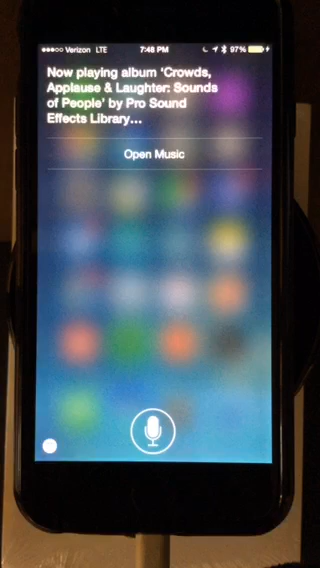 Verizon LTE 7:48 PM 97%
Now playing album ‘Crowds,
Applause & Laughter: Sounds
of People’ by Pro Sound
Effects Library...
Open Music